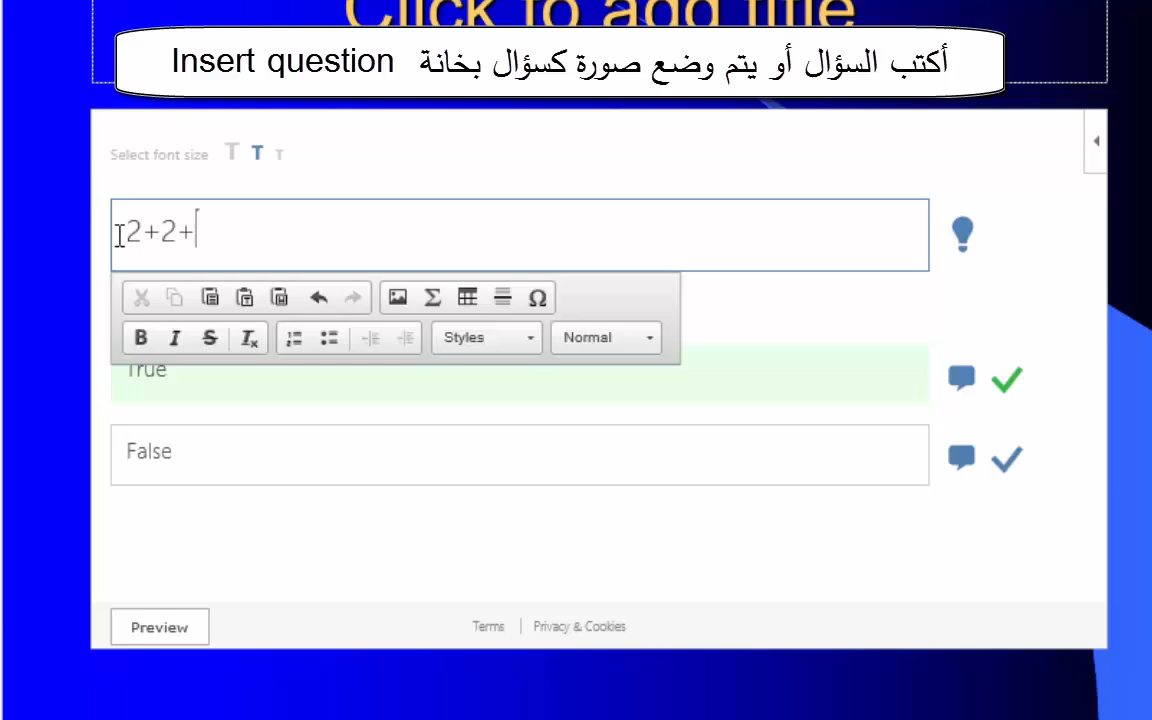 Click to add title
أكتب السؤال أو يتم وضع صورة كسؤال بخانة Insert question
Select font size T T T
2+2+
B I S Ix Styles Normal
True
False
Preview Terms | Privacy & Cookies